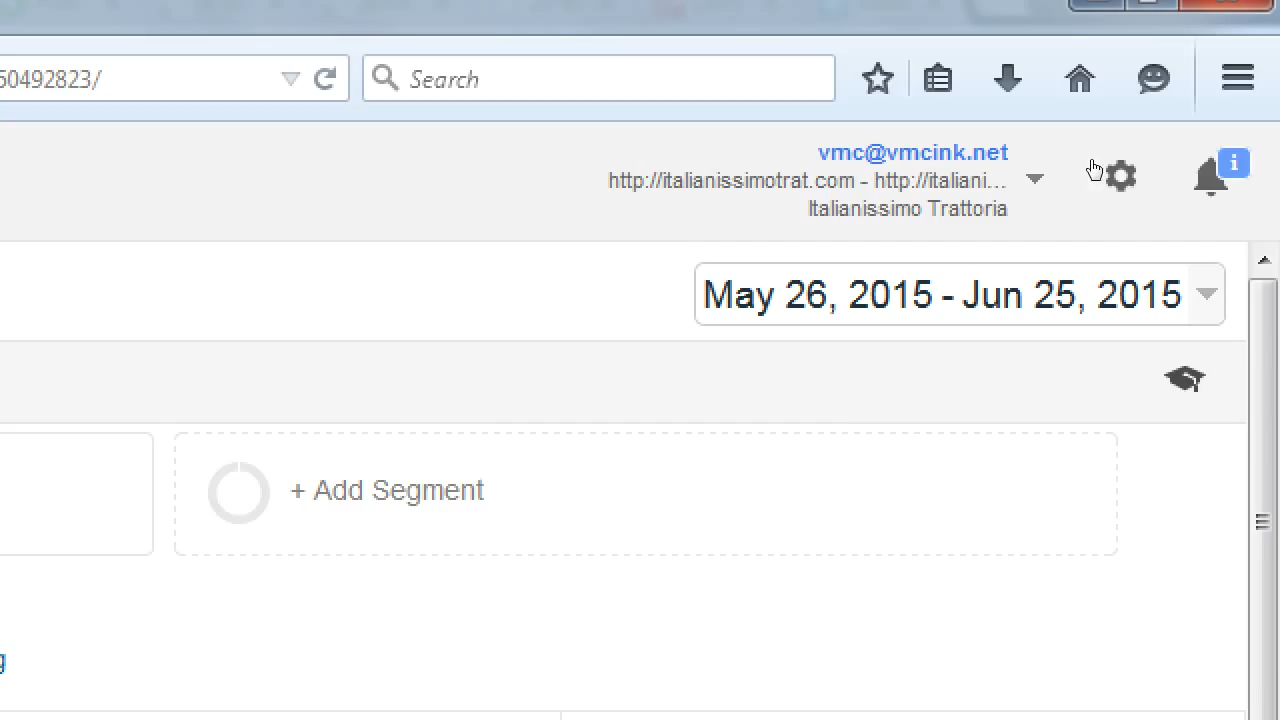 50492823/
Search
vmc@vmcink.net
http://italianissimotrat.com - http://italiani...
Italianissimo Trattoria
i
May 26, 2015 - Jun 25, 2015
+ Add Segment
g